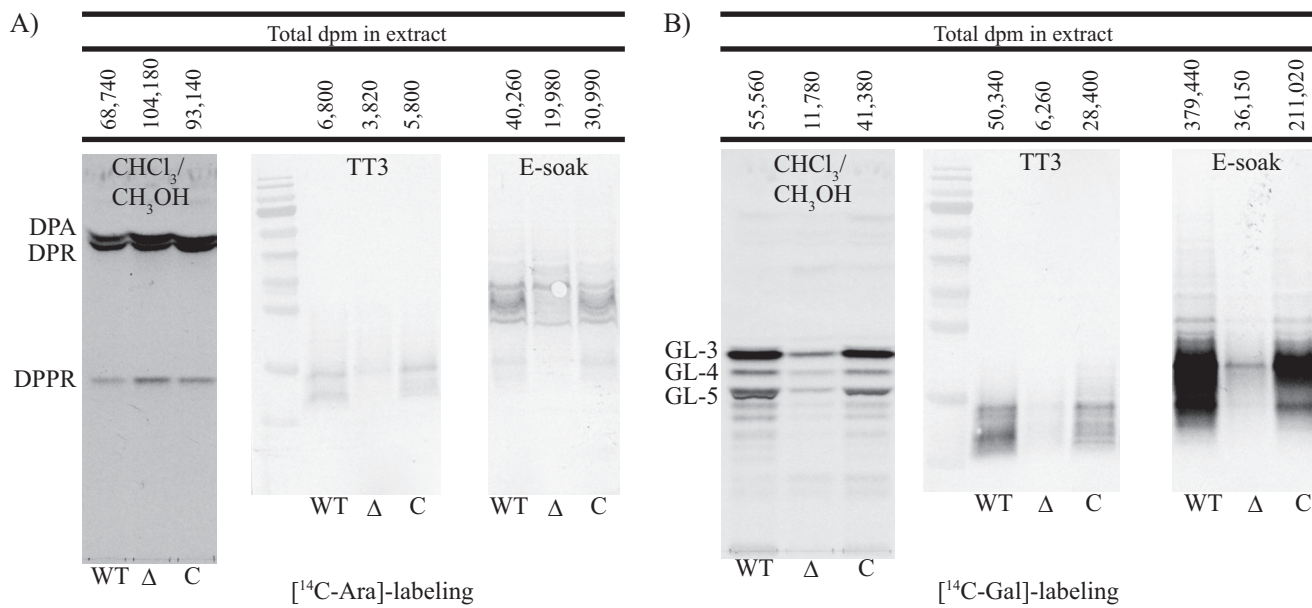 A)
Total dpm in extract
68,740
104,180
93,140
6,800
3,820
5,800
40,260
19,980
30,990
CHCl₃/
CH₃OH
TT3
E-soak
DPA
DPR
DPPR
WT Δ C
WT Δ C
WT Δ C
[¹⁴C-Ara]-labeling
B)
Total dpm in extract
55,560
11,780
41,380
50,340
6,260
28,400
379,440
36,150
211,020
CHCl₃/
CH₃OH
TT3
E-soak
GL-3
GL-4
GL-5
WT Δ C
WT Δ C
WT Δ C
[¹⁴C-Gal]-labeling